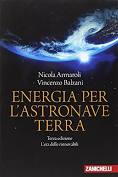 Nicola Armaroli
Vincenzo Balzani
ENERGIA PER
L'ASTRONAVE
TERRA
Terza edizione
L'era delle rinnovabili
ZANICHELLI